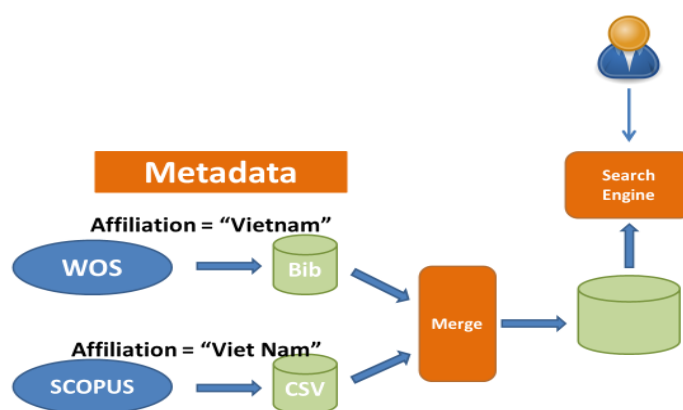 Metadata
Affiliation = “Vietnam”
WOS
Bib
Affiliation = “Viet Nam”
SCOPUS
CSV
Merge
Search
Engine